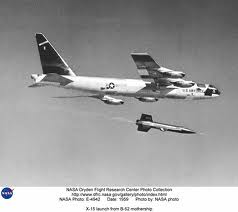 NASA
NASA Dryden Flight Research Center Photo Collection
http://www.dfrc.nasa.gov/gallery/photo/index.html
NASA Photo: E-4942 Date: 1959 Photo by: NASA photo
X-15 launch from B-52 mothership